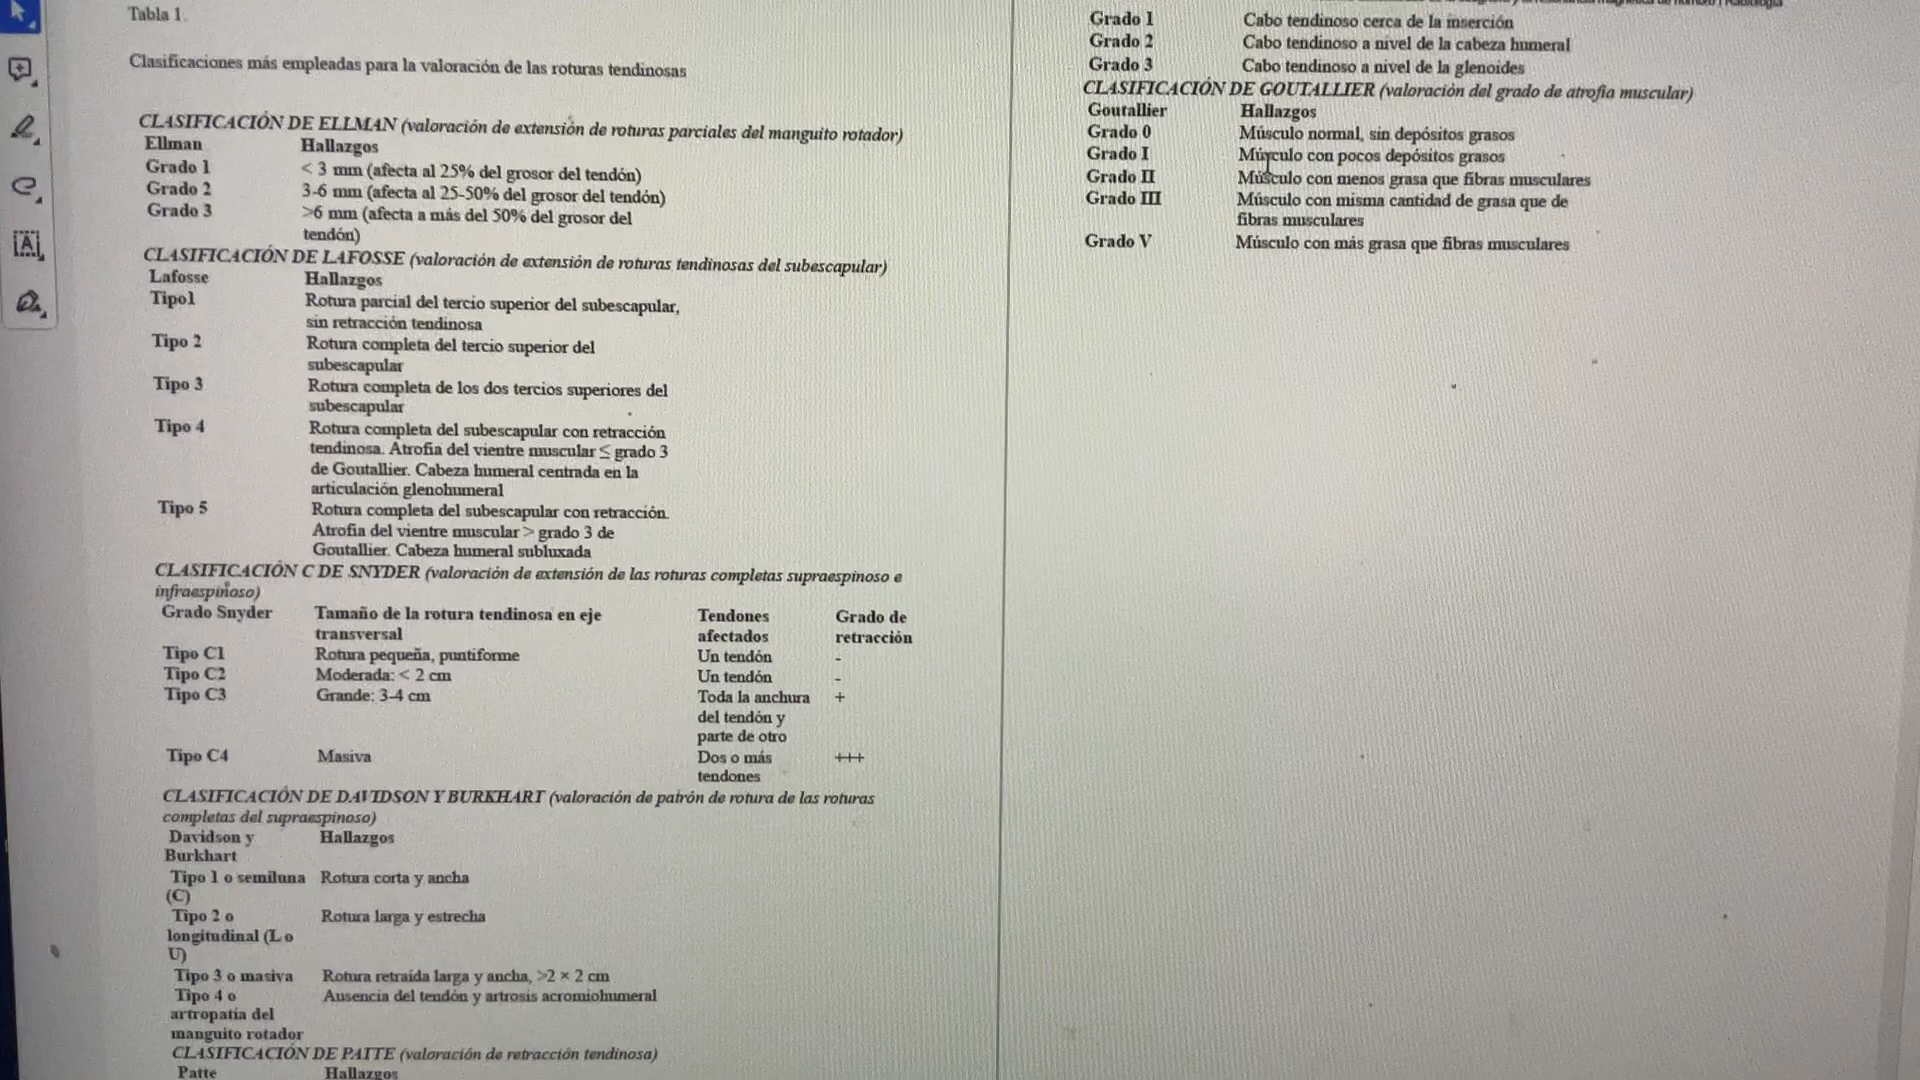 Tabla 1.
Clasificaciones más empleadas para la valoración de las roturas tendinosas
CLASIFICACIÓN DE ELLMAN (valoración de extensión de roturas parciales del manguito rotador)
Ellman Hallazgos
Grado 1 < 3 mm (afecta al 25% del grosor del tendón)
Grado 2 3-6 mm (afecta al 25-50% del grosor del tendón)
Grado 3 >6 mm (afecta a más del 50% del grosor del
tendón)
CLASIFICACIÓN DE LAFOSSE (valoración de extensión de roturas tendinosas del subescapular)
Lafosse Hallazgos
Tipo1 Rotura parcial del tercio superior del subescapular,
sin retracción tendinosa
Tipo 2 Rotura completa del tercio superior del
subescapular
Tipo 3 Rotura completa de los dos tercios superiores del
subescapular
Tipo 4 Rotura completa del subescapular con retracción
tendinosa. Atrofia del vientre muscular ≤ grado 3
de Goutallier. Cabeza humeral centrada en la
articulación glenohumeral
Tipo 5 Rotura completa del subescapular con retracción.
Atrofia del vientre muscular > grado 3 de
Goutallier. Cabeza humeral subluxada
CLASIFICACIÓN C DE SNYDER (valoración de extensión de las roturas completas supraespinoso e
infraespinoso)
Grado Snyder Tamaño de la rotura tendinosa en eje Tendones Grado de
transversal afectados retracción
Tipo C1 Rotura pequeña, puntiforme Un tendón -
Tipo C2 Moderada: < 2 cm Un tendón -
Tipo C3 Grande: 3-4 cm Toda la anchura +
del tendón y
parte de otro
Tipo C4 Masiva Dos o más +++
tendones
CLASIFICACIÓN DE DAVIDSON Y BURKHART (valoración de patrón de rotura de las roturas
completas del supraespinoso)
Davidson y Hallazgos
Burkhart
Tipo 1 o semiluna Rotura corta y ancha
(C)
Tipo 2 o Rotura larga y estrecha
longitudinal (L o
U)
Tipo 3 o masiva Rotura retraída larga y ancha, >2 × 2 cm
Tipo 4 o Ausencia del tendón y artrosis acromiohumeral
artropatía del
manguito rotador
CLASIFICACIÓN DE PATTE (valoración de retracción tendinosa)
Patte Hallazgos
Grado 1 Cabo tendinoso cerca de la inserción
Grado 2 Cabo tendinoso a nivel de la cabeza humeral
Grado 3 Cabo tendinoso a nivel de la glenoides
CLASIFICACIÓN DE GOUTALLIER (valoración del grado de atrofia muscular)
Goutallier Hallazgos
Grado 0 Músculo normal, sin depósitos grasos
Grado I Músculo con pocos depósitos grasos
Grado II Músculo con menos grasa que fibras musculares
Grado III Músculo con misma cantidad de grasa que de
fibras musculares
Grado V Músculo con más grasa que fibras musculares